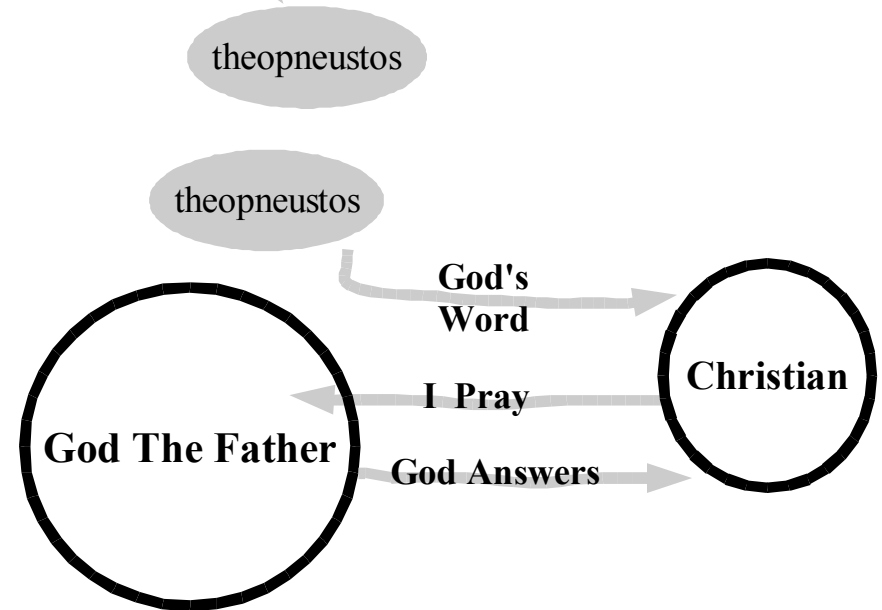 theopneustos
theopneustos
God's
Word
Christian
I Pray
God The Father
God Answers